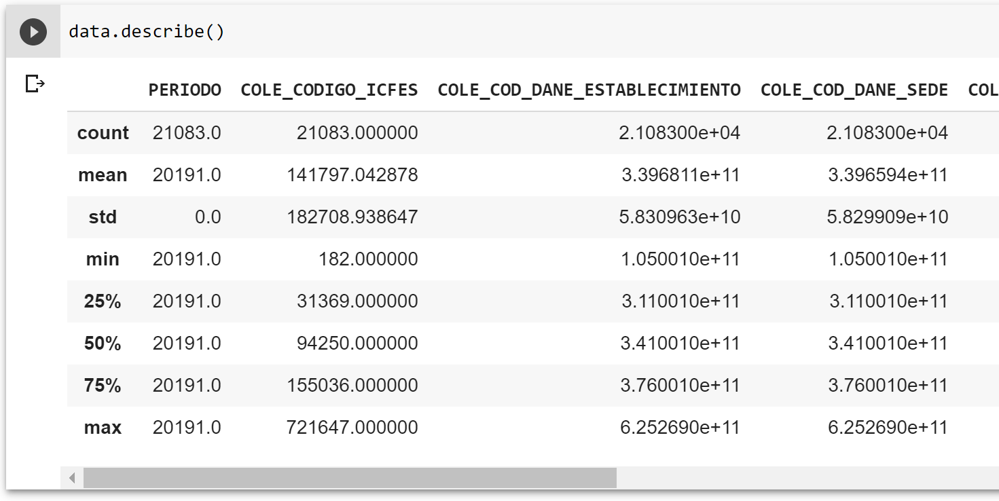 data.describe()
PERIODO COLE_CODIGO_ICFES COLE_COD_DANE_ESTABLECIMIENTO COLE_COD_DANE_SEDE COL
count 21083.0 21083.000000 2.108300e+04 2.108300e+04
mean 20191.0 141797.042878 3.396811e+11 3.396594e+11
std 0.0 182708.938647 5.830963e+10 5.829909e+10
min 20191.0 182.000000 1.050010e+11 1.050010e+11
25% 20191.0 31369.000000 3.110010e+11 3.110010e+11
50% 20191.0 94250.000000 3.410010e+11 3.410010e+11
75% 20191.0 155036.000000 3.760010e+11 3.760010e+11
max 20191.0 721647.000000 6.252690e+11 6.252690e+11